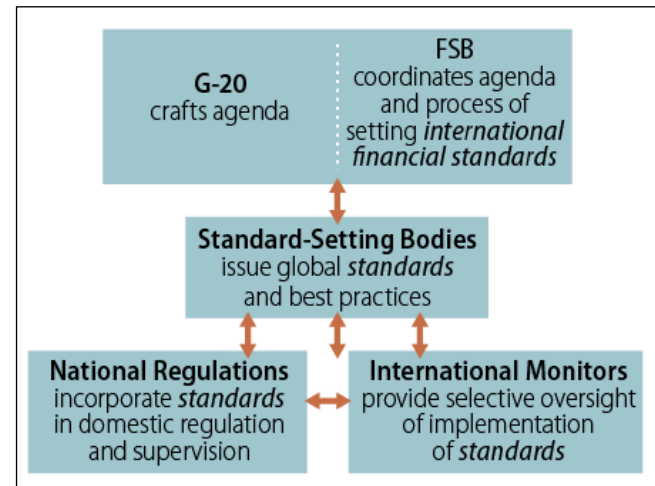 G-20
crafts agenda
FSB
coordinates agenda
and process of
setting international
financial standards
Standard-Setting Bodies
issue global standards
and best practices
National Regulations
incorporate standards
in domestic regulation
and supervision
International Monitors
provide selective oversight
of implementation
of standards